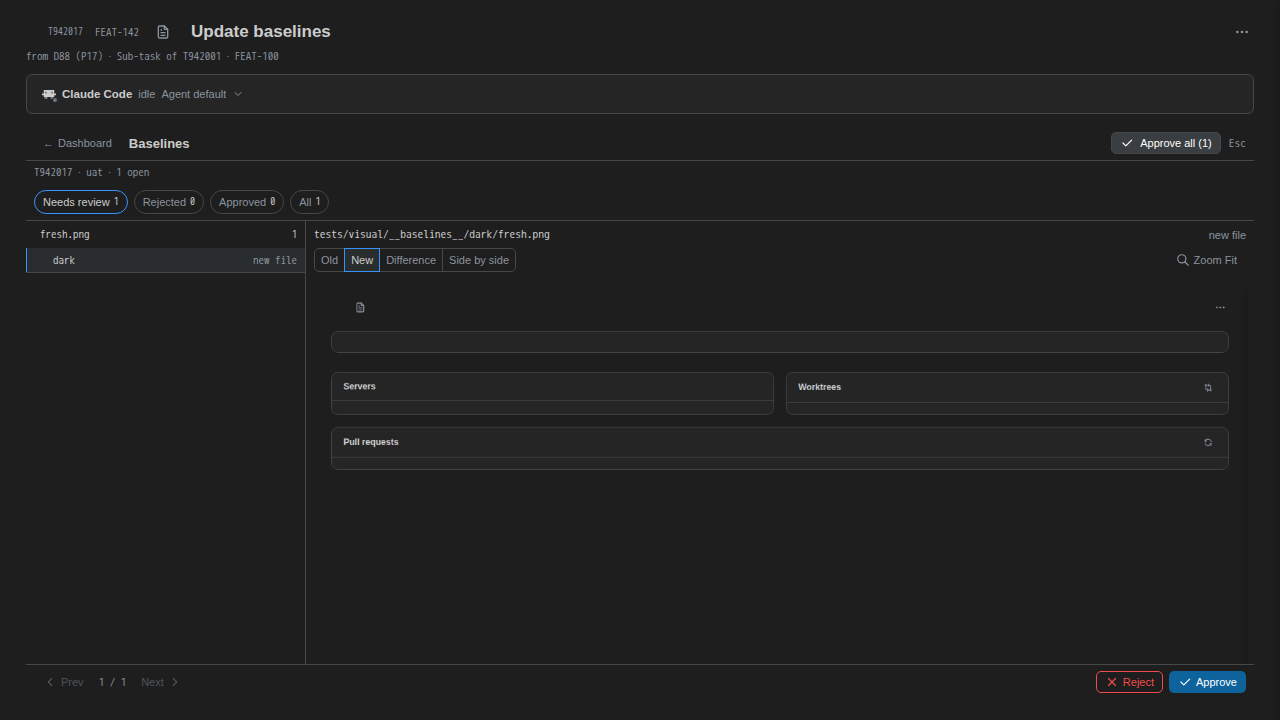 T942017 FEAT-142 Update baselines
from D88 (P17) · Sub-task of T942001 · FEAT-100
Claude Code idle Agent default
← Dashboard Baselines Approve all (1) Esc
T942017 · uat · 1 open
Needs review 1 Rejected 0 Approved 0 All 1
fresh.png 1
dark new file
tests/visual/__baselines__/dark/fresh.png new file
Old New Difference Side by side Zoom Fit
Servers
Worktrees
Pull requests
Prev 1 / 1 Next Reject Approve